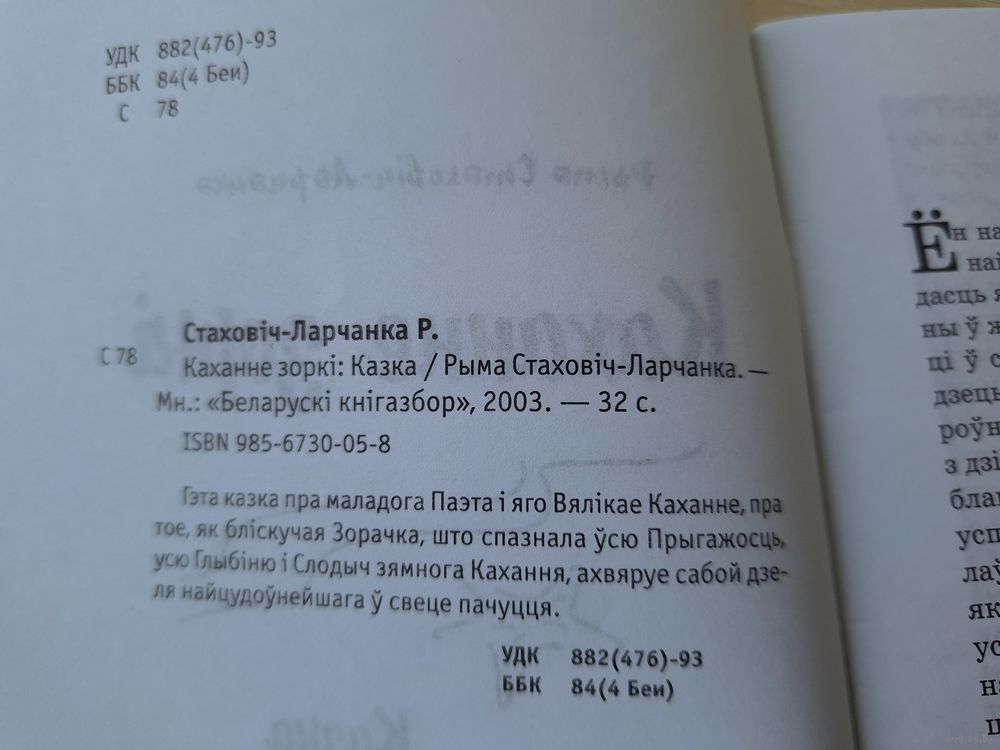 УДК 882(476)-93
ББК 84(4 Беи)
С 78
Стаховіч-Ларчанка Р.
С 78 Каханне зоркі: Казка / Рыма Стаховіч-Ларчанка. —
Мн.: «Беларускі кнігазбор», 2003. — 32 с.
ISBN 985-6730-05-8
Гэта казка пра маладога Паэта і яго Вялікае Каханне, пра
тое, як бліскучая Зорачка, што спазнала ўсю Прыгажосць,
усю Глыбіню і Слодыч зямнога Кахання, ахвяруе сабой дзе-
ля найцудоўнейшага ў свеце пачуцця.
УДК 882(476)-93
ББК 84(4 Беи)
Ён на
най
дасць я
ны ў ж
ці ў с
дзець
роўн
з дзі
благ
усп
лаў
як
ус
на
ц